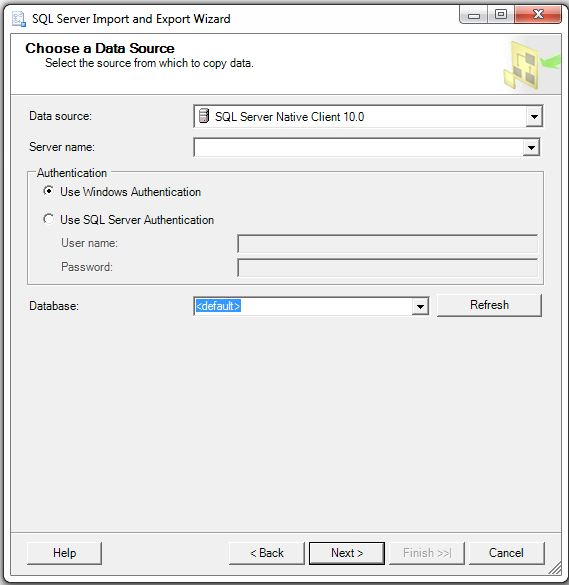 SQL Server Import and Export Wizard
Choose a Data Source
Select the source from which to copy data.
Data source:
SQL Server Native Client 10.0
Server name:
Authentication
Use Windows Authentication
Use SQL Server Authentication
User name:
Password:
Database:
<default>
Refresh
Help
< Back
Next >
Finish >>|
Cancel